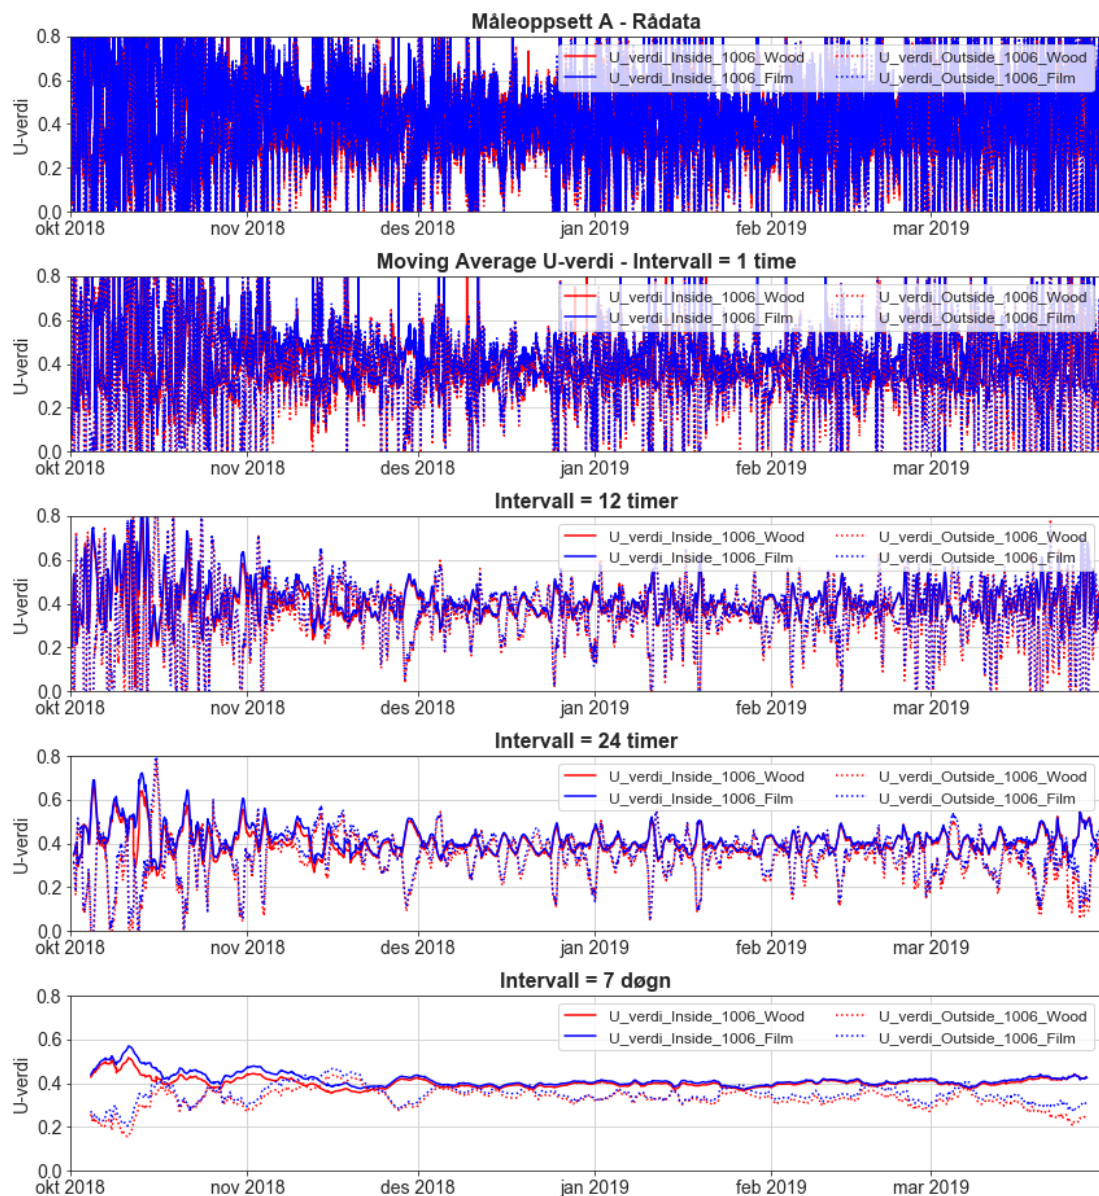 Måleoppsett A - Rådata
U-verdi
0.8
0.6
0.4
0.2
0.0
U_verdi_Inside_1006_Wood U_verdi_Outside_1006_Wood
U_verdi_Inside_1006_Film U_verdi_Outside_1006_Film
okt 2018 nov 2018 des 2018 jan 2019 feb 2019 mar 2019
Moving Average U-verdi - Intervall = 1 time
U-verdi
0.8
0.6
0.4
0.2
0.0
U_verdi_Inside_1006_Wood U_verdi_Outside_1006_Wood
U_verdi_Inside_1006_Film U_verdi_Outside_1006_Film
okt 2018 nov 2018 des 2018 jan 2019 feb 2019 mar 2019
Intervall = 12 timer
U-verdi
0.8
0.6
0.4
0.2
0.0
U_verdi_Inside_1006_Wood U_verdi_Outside_1006_Wood
U_verdi_Inside_1006_Film U_verdi_Outside_1006_Film
okt 2018 nov 2018 des 2018 jan 2019 feb 2019 mar 2019
Intervall = 24 timer
U-verdi
0.8
0.6
0.4
0.2
0.0
U_verdi_Inside_1006_Wood U_verdi_Outside_1006_Wood
U_verdi_Inside_1006_Film U_verdi_Outside_1006_Film
okt 2018 nov 2018 des 2018 jan 2019 feb 2019 mar 2019
Intervall = 7 døgn
U-verdi
0.8
0.6
0.4
0.2
0.0
U_verdi_Inside_1006_Wood U_verdi_Outside_1006_Wood
U_verdi_Inside_1006_Film U_verdi_Outside_1006_Film
okt 2018 nov 2018 des 2018 jan 2019 feb 2019 mar 2019